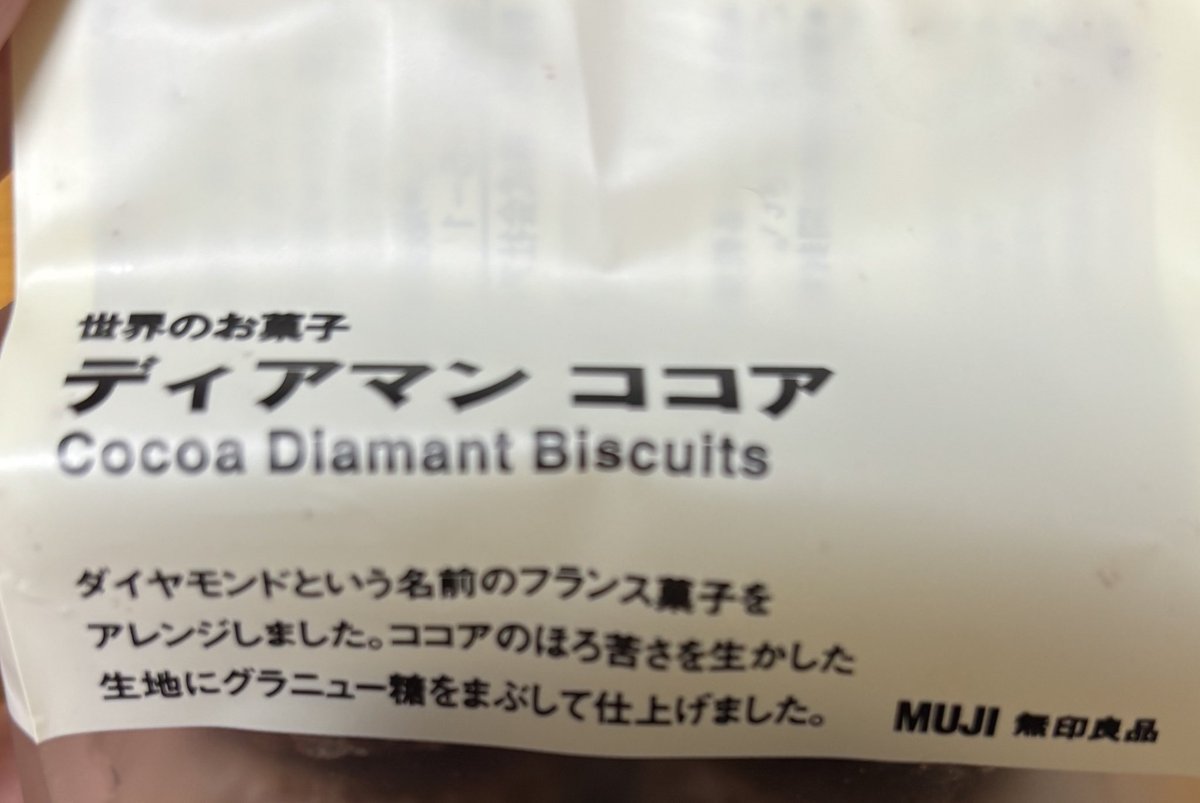 世界のお菓子
ディアマン ココア
Cocoa Diamant Biscuits
ダイヤモンドという名前のフランス菓子を
アレンジしました。ココアのほろ苦さを生かした
生地にグラニュー糖をまぶして仕上げました。
MUJI 無印良品